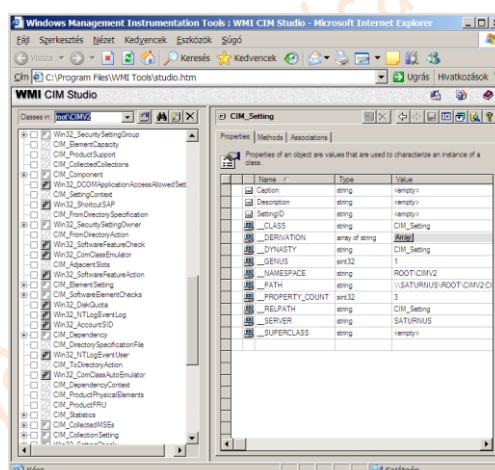 Windows Management Instrumentation Tools : WMI CIM Studio - Microsoft Internet Explorer
Fájl Szerkesztés Nézet Kedvencek Eszközök Súgó
Vissza Keresés Kedvencek
Cím C:\Program Files\WMI Tools\studio.htm Ugrás Hivatkozások
WMI CIM Studio
Classes in: root\CIMV2
Win32_SecuritySettingGroup
CIM_ElementCapacity
CIM_ProductSupport
CIM_CollectedCollections
CIM_Component
Win32_DCOMApplicationAccessAllowedSett
CIM_SettingContext
Win32_ShortcutSAP
CIM_FromDirectorySpecification
Win32_SecuritySettingOwner
CIM_FromDirectoryAction
Win32_SoftwareFeatureCheck
Win32_ComClassEmulator
CIM_AdjacentSlots
Win32_SoftwareFeatureAction
CIM_ElementSetting
CIM_SoftwareElementChecks
Win32_DiskQuota
Win32_NTLogEventLog
Win32_AccountSID
CIM_Dependency
CIM_DirectorySpecificationFile
Win32_NTLogEventUser
CIM_ToDirectoryAction
Win32_ComClassAutoEmulator
CIM_DependencyContext
CIM_ProductPhysicalElements
CIM_ProductFRU
CIM_Statistics
CIM_CollectedMSEs
CIM_CollectionSetting
Win32_SettingCheck
CIM_Setting
Properties Methods Associations
Properties of an object are values that are used to characterize an instance of a
class.
Name Type Value
Caption string <empty>
Description string <empty>
SettingID string <empty>
__CLASS string CIM_Setting
__DERIVATION array of string Array
__DYNASTY string CIM_Setting
__GENUS sint32 1
__NAMESPACE string ROOT\CIMV2
__PATH string \\SATURNUS\ROOT\CIMV2:CI
__PROPERTY_COUNT sint32 3
__RELPATH string CIM_Setting
__SERVER string SATURNUS
__SUPERCLASS string <empty>
Kész